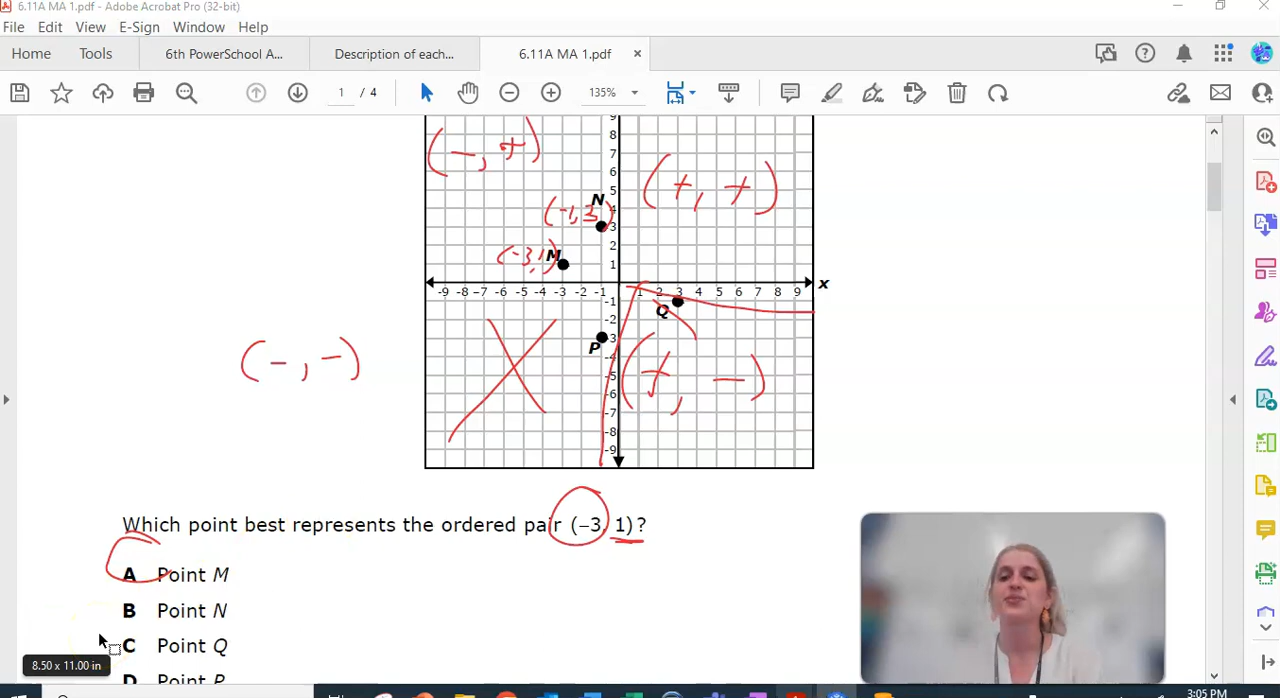 6.11A MA 1.pdf - Adobe Acrobat Pro (32-bit)
File Edit View E-Sign Window Help
Home Tools 6th PowerSchool A... Description of each... 6.11A MA 1.pdf ×
1 / 4 135%
9
8
7
6
5
4
3
2
1
(-, +)
(+, +)
N
(-1, 3)
(-3, 1) M
x
-9 -8 -7 -6 -5 -4 -3 -2 -1 1 2 3 4 5 6 7 8 9
-1
-2
-3
-4
-5
-6
-7
-8
-9
Q
P
(-, -)
(+, -)
Which point best represents the ordered pair (−3, 1)?
A Point M
B Point N
C Point Q
D Point P
8.50 x 11.00 in
3:05 PM